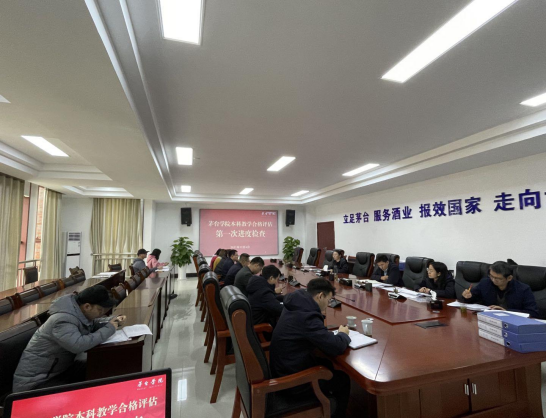 立足茅台 服务酒业 报效国家 走向
茅台学院本科教学合格评估
第一次进度检查
茅台学院
学院本科教学合格评估